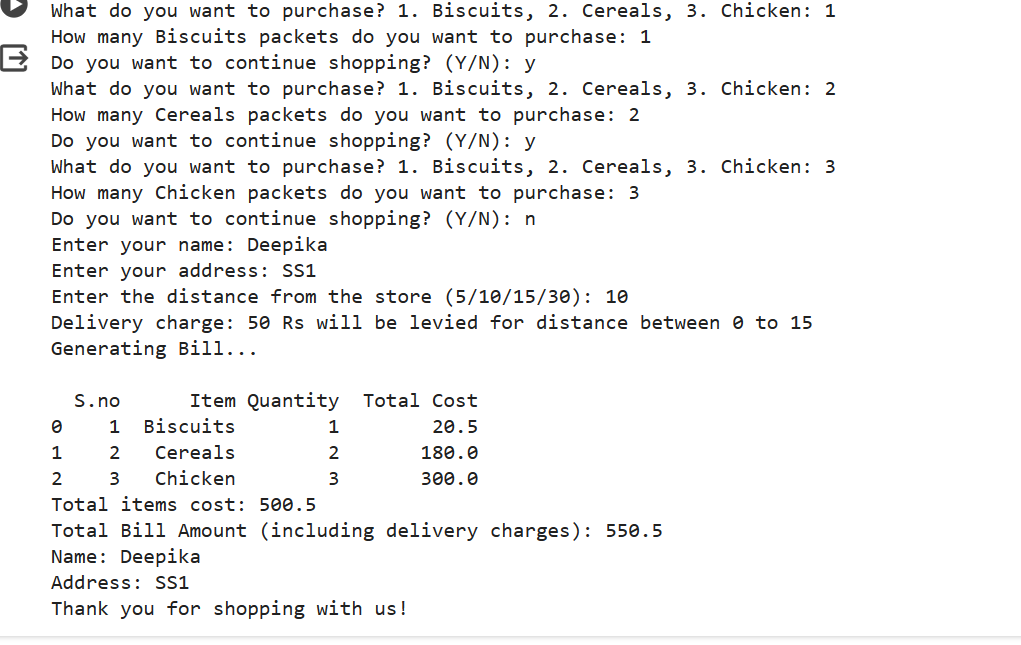 What do you want to purchase? 1. Biscuits, 2. Cereals, 3. Chicken: 1
How many Biscuits packets do you want to purchase: 1
Do you want to continue shopping? (Y/N): y
What do you want to purchase? 1. Biscuits, 2. Cereals, 3. Chicken: 2
How many Cereals packets do you want to purchase: 2
Do you want to continue shopping? (Y/N): y
What do you want to purchase? 1. Biscuits, 2. Cereals, 3. Chicken: 3
How many Chicken packets do you want to purchase: 3
Do you want to continue shopping? (Y/N): n
Enter your name: Deepika
Enter your address: SS1
Enter the distance from the store (5/10/15/30): 10
Delivery charge: 50 Rs will be levied for distance between 0 to 15
Generating Bill...

  S.no      Item Quantity  Total Cost
0    1  Biscuits        1        20.5
1    2   Cereals        2       180.0
2    3   Chicken        3       300.0
Total items cost: 500.5
Total Bill Amount (including delivery charges): 550.5
Name: Deepika
Address: SS1
Thank you for shopping with us!